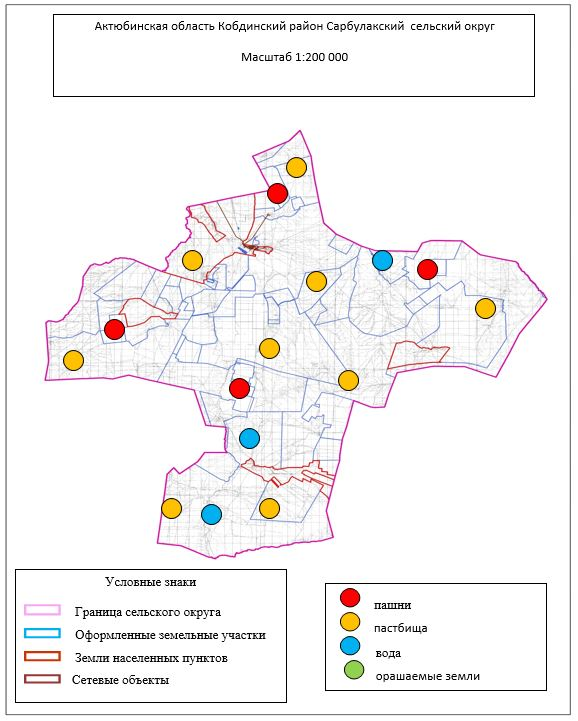 Актюбинская область Кобдинский район Сарбулакский сельский округ
Масштаб 1:200 000
Условные знаки
Граница сельского округа
Оформленные земельные участки
Земли населенных пунктов
Сетевые объекты
пашни
пастбища
вода
орашаемые земли